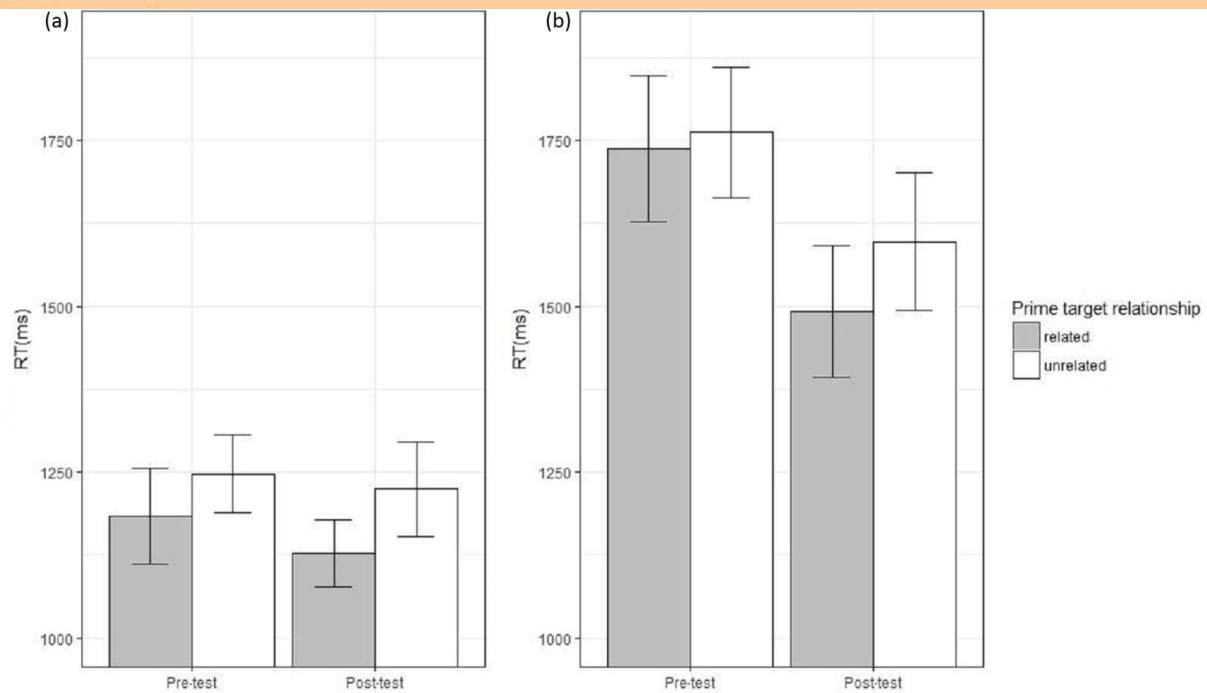 (a)
(b)
RT(ms)
1750
1500
1250
1000
Pre-test
Post-test
RT(ms)
1750
1500
1250
1000
Pre-test
Post-test
Prime target relationship
related
unrelated